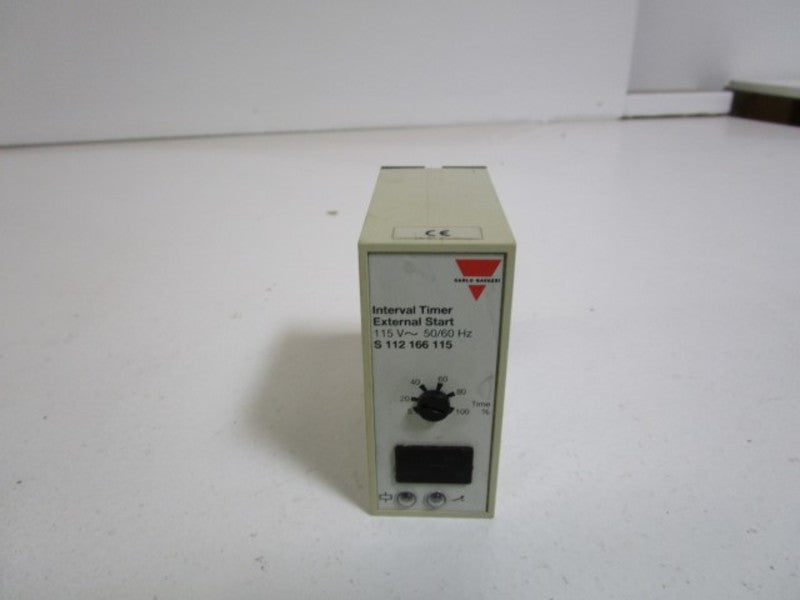 CE
CARLO GAVAZZI
Interval Timer
External Start
115 V~ 50/60 Hz
S 112 166 115
60
40
80
20
Time
100
%